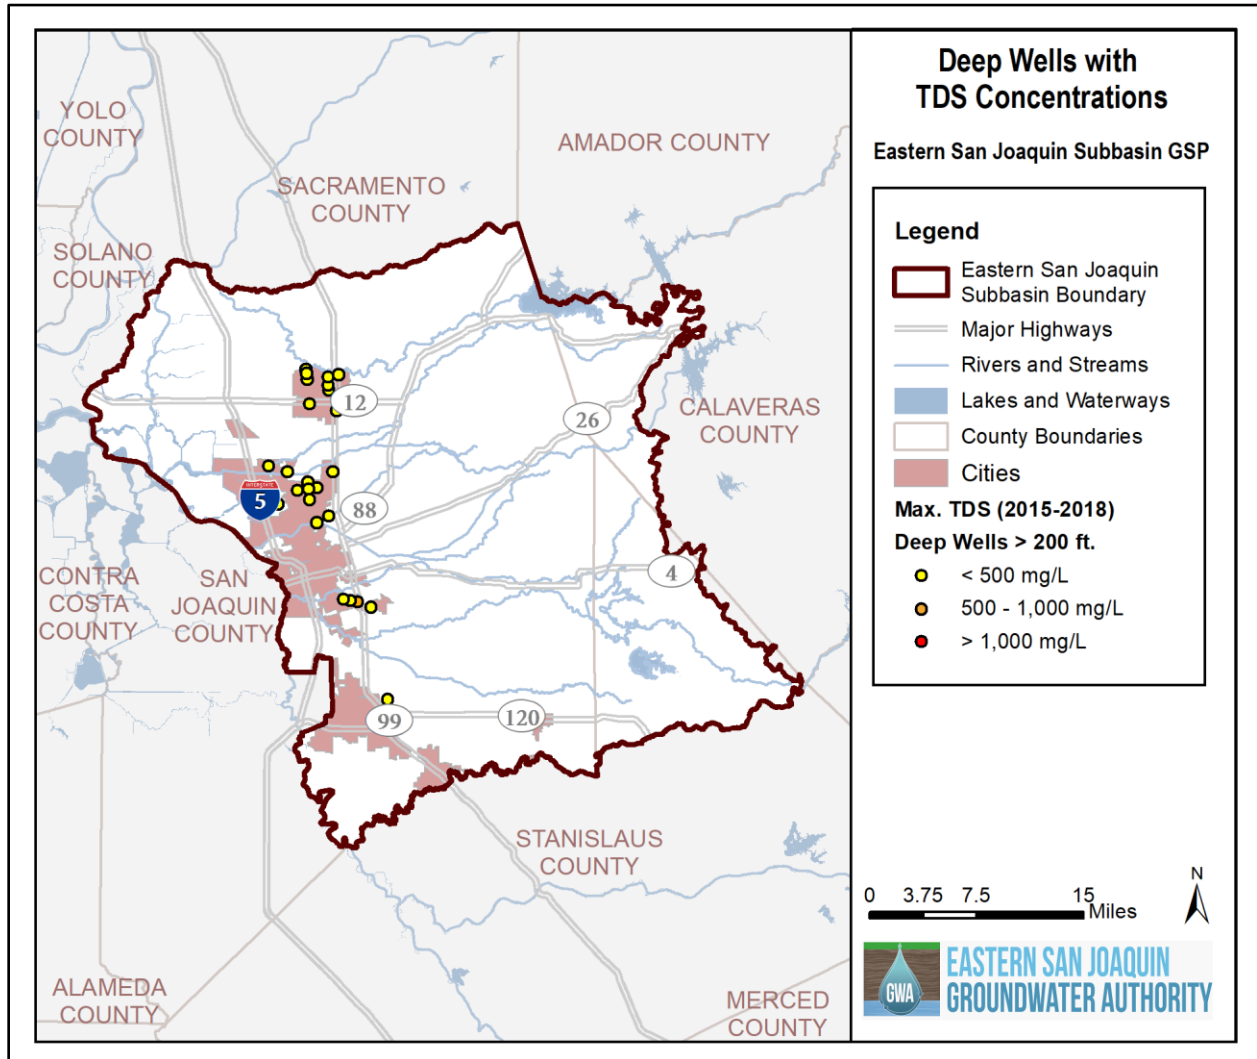 Deep Wells with
TDS Concentrations
Eastern San Joaquin Subbasin GSP
Legend
Eastern San Joaquin
Subbasin Boundary
Major Highways
Rivers and Streams
Lakes and Waterways
County Boundaries
Cities
Max. TDS (2015-2018)
Deep Wells > 200 ft.
< 500 mg/L
500 - 1,000 mg/L
> 1,000 mg/L
N
0 3.75 7.5 15
Miles
GWA
EASTERN SAN JOAQUIN
GROUNDWATER AUTHORITY
YOLO
COUNTY
AMADOR COUNTY
SACRAMENTO
COUNTY
SOLANO
COUNTY
12
26
CALAVERAS
COUNTY
INTERSTATE
5
88
4
CONTRA
COSTA
COUNTY
SAN
JOAQUIN
COUNTY
99
120
STANISLAUS
COUNTY
ALAMEDA
COUNTY
MERCED
COUNTY